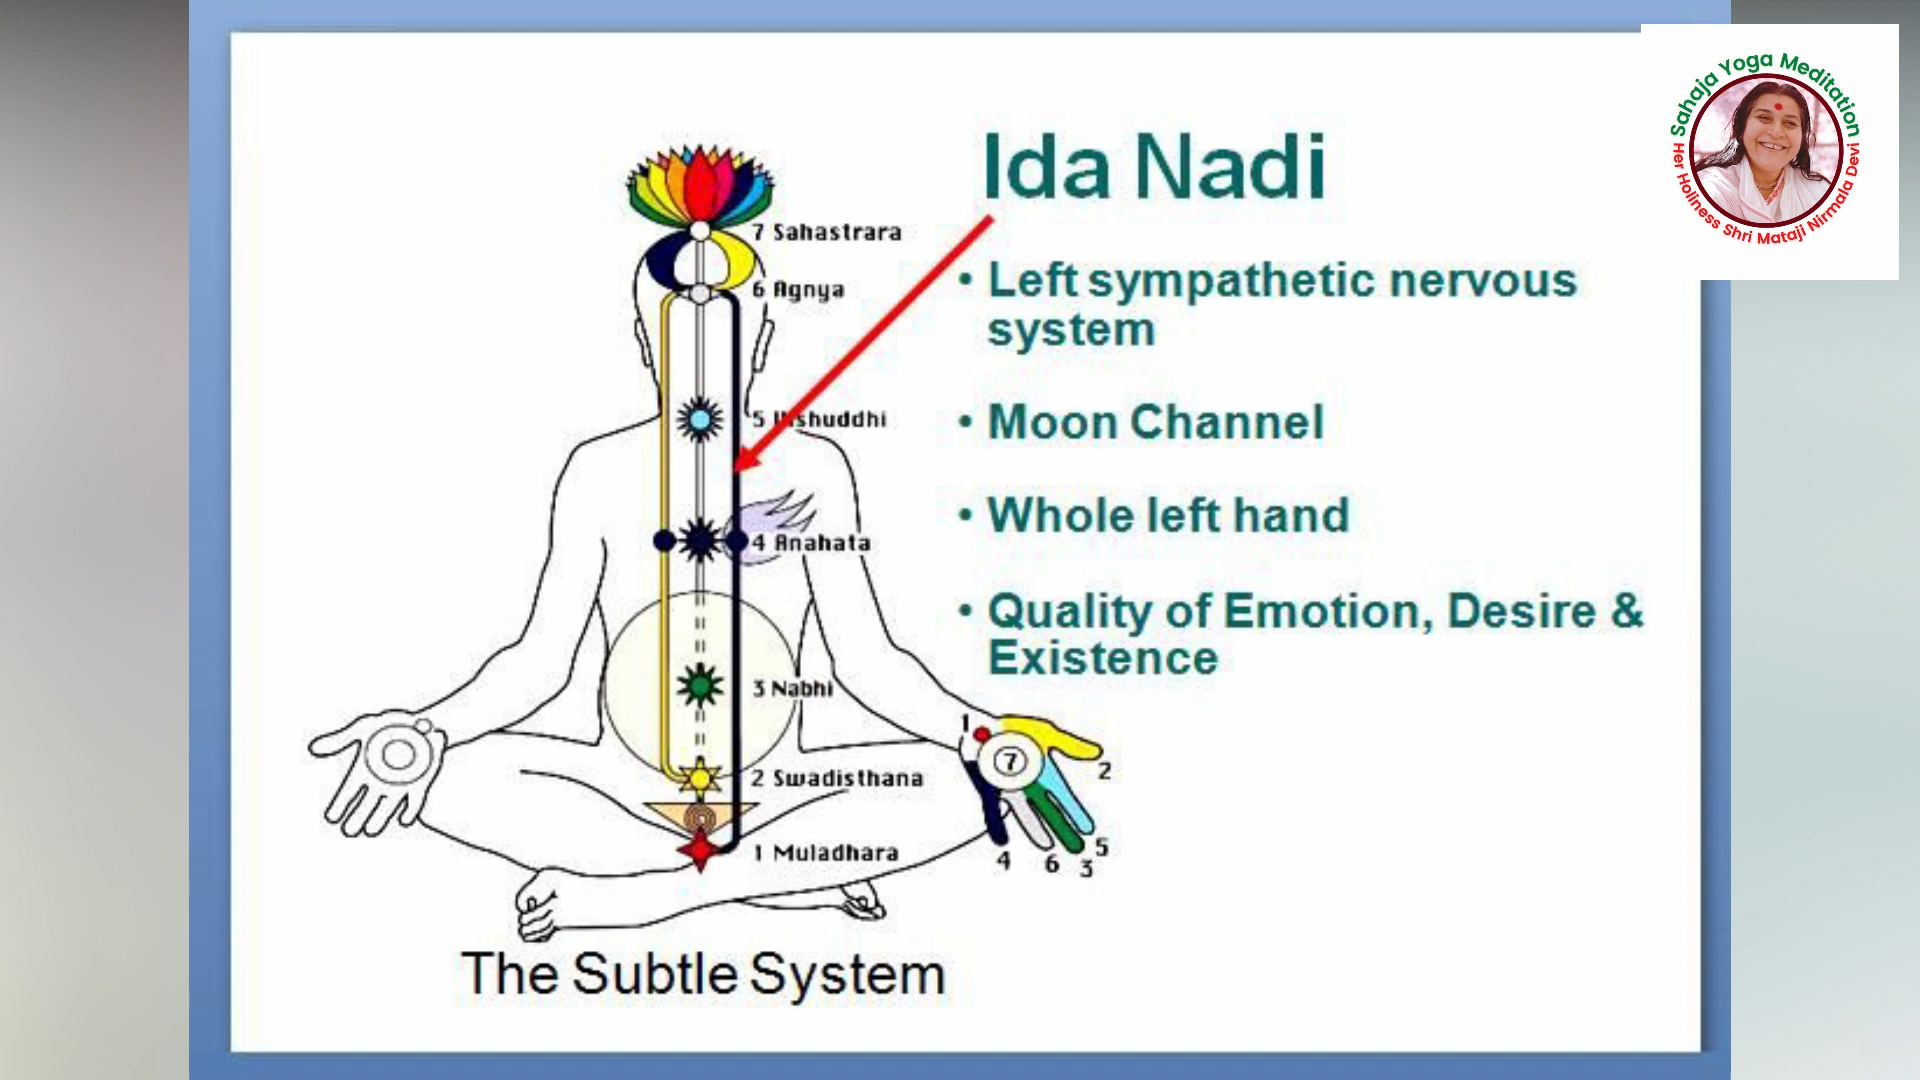 Sahaja Yoga Meditation
Her Holiness Shri Mataji Nirmala Devi
Ida Nadi
• Left sympathetic nervous
system
• Moon Channel
• Whole left hand
• Quality of Emotion, Desire &
Existence
7 Sahastrara
6 Agnya
5 shuddhi
4 Anahata
3 Nabhi
2 Swadisthana
1 Muladhara
1
7
2
5
4 6 3
The Subtle System